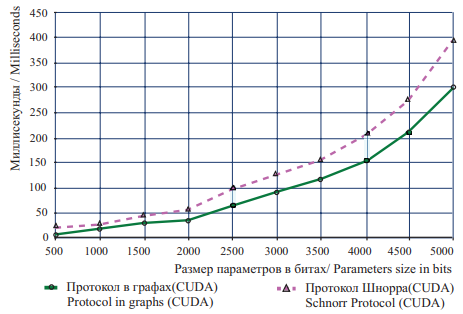 Миллисекунды / Milliseconds
450
400
350
300
250
200
150
100
50
0
500 1000 1500 2000 2500 3000 3500 4000 4500 5000
Размер параметров в битах/ Parameters size in bits
Протокол в графах(CUDA)
Protocol in graphs (CUDA)
Протокол Шнорра(CUDA)
Schnorr Protocol (CUDA)